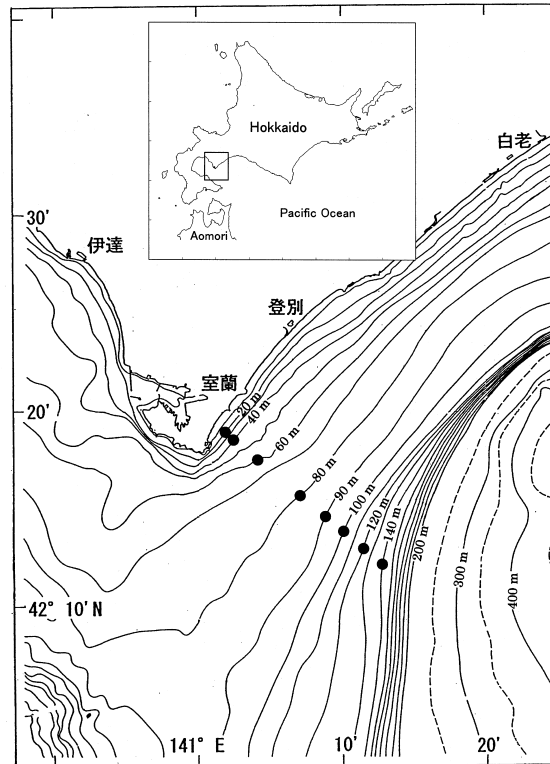 Hokkaido
Pacific Ocean
Aomori
白老
30'
伊達
登別
室蘭
20'
20 m
40 m
60 m
80 m
90 m
100 m
120 m
140 m
200 m
300 m
400 m
42° 10'N
141° E
10'
20'